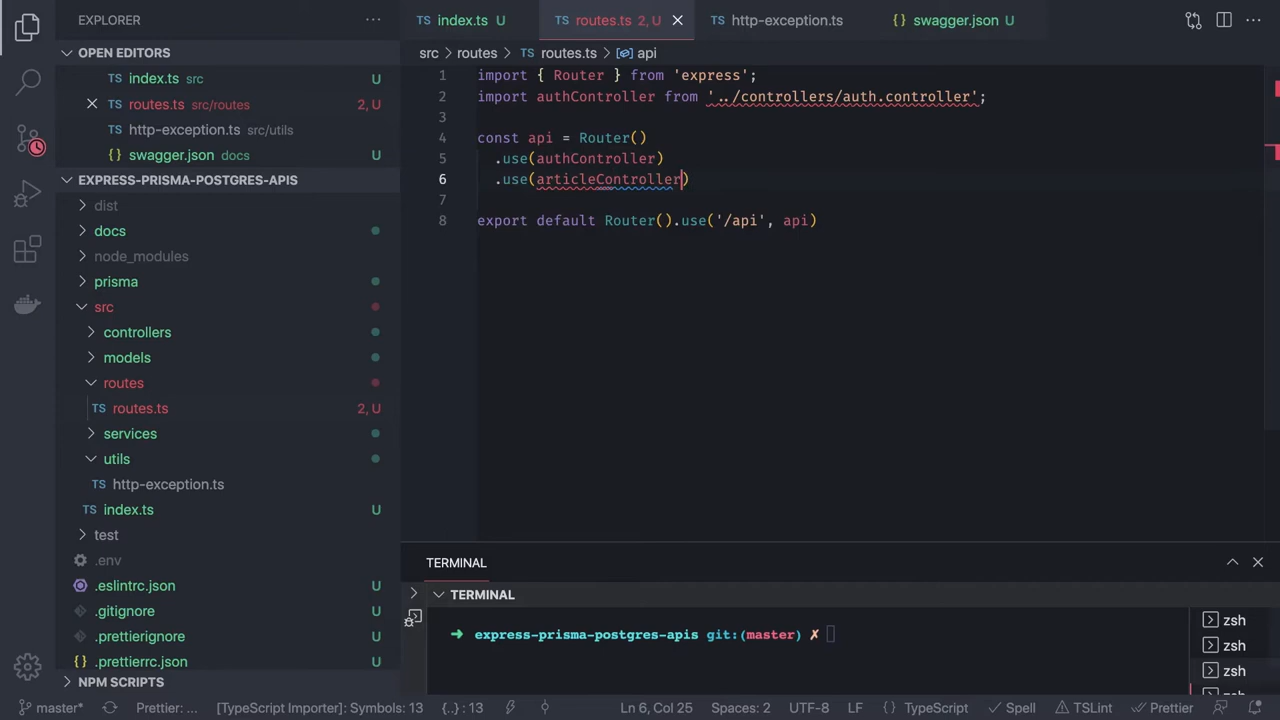 EXPLORER
OPEN EDITORS
TS index.ts src U
TS routes.ts src/routes 2, U
TS http-exception.ts src/utils
{} swagger.json docs U
EXPRESS-PRISMA-POSTGRES-APIS
dist
docs
node_modules
prisma
src
controllers
models
routes
TS routes.ts 2, U
services
utils
TS http-exception.ts
TS index.ts U
test
.env
.eslintrc.json U
.gitignore U
.prettierignore U
{} .prettierrc.json U
NPM SCRIPTS
TS index.ts U
TS routes.ts 2, U
TS http-exception.ts
{} swagger.json U
src > routes > TS routes.ts > api
1 import { Router } from 'express';
2 import authController from '../controllers/auth.controller';
3
4 const api = Router()
5 .use(authController)
6 .use(articleController)
7
8 export default Router().use('/api', api)
TERMINAL
TERMINAL
➜ express-prisma-postgres-apis git:(master) ✗
zsh
zsh
zsh
master* Prettier: ... [TypeScript Importer]: Symbols: 13 {..} : 13 Ln 6, Col 25 Spaces: 2 UTF-8 LF { } TypeScript Spell TSLint Prettier